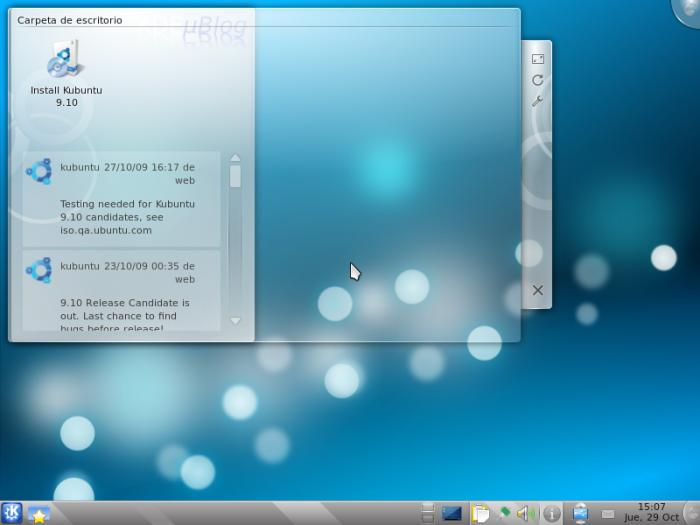 Carpeta de escritorio
µBlog
Install Kubuntu
9.10
kubuntu 27/10/09 16:17 de
web
Testing needed for Kubuntu
9.10 candidates, see
iso.qa.ubuntu.com
kubuntu 23/10/09 00:35 de
web
9.10 Release Candidate is
out. Last chance to find
bugs before release!
15:07
Jue, 29 Oct